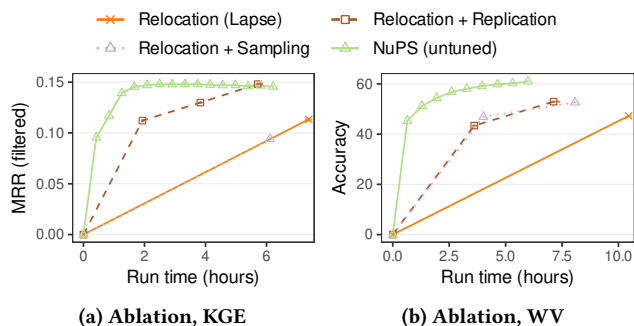 Relocation (Lapse)
Relocation + Replication
Relocation + Sampling
NuPS (untuned)
MRR (filtered)
0.15
0.10
0.05
0.00
0
2
4
6
Run time (hours)
Accuracy
60
40
20
0
0.0
2.5
5.0
7.5
10.0
Run time (hours)
(a) Ablation, KGE
(b) Ablation, WV